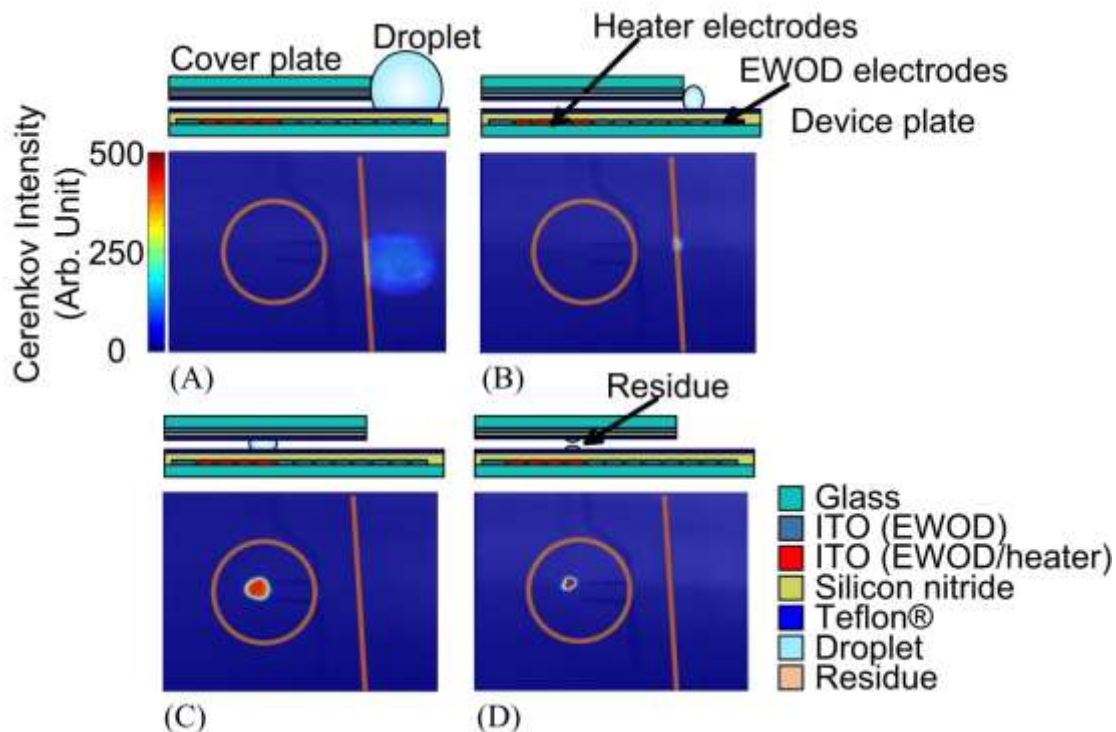 Heater electrodes
Droplet
Cover plate
EWOD electrodes
Device plate
Cerenkov Intensity
(Arb. Unit)
500
250
0
(A)
(B)
Residue
(C)
(D)
Glass
ITO (EWOD)
ITO (EWOD/heater)
Silicon nitride
Teflon®
Droplet
Residue